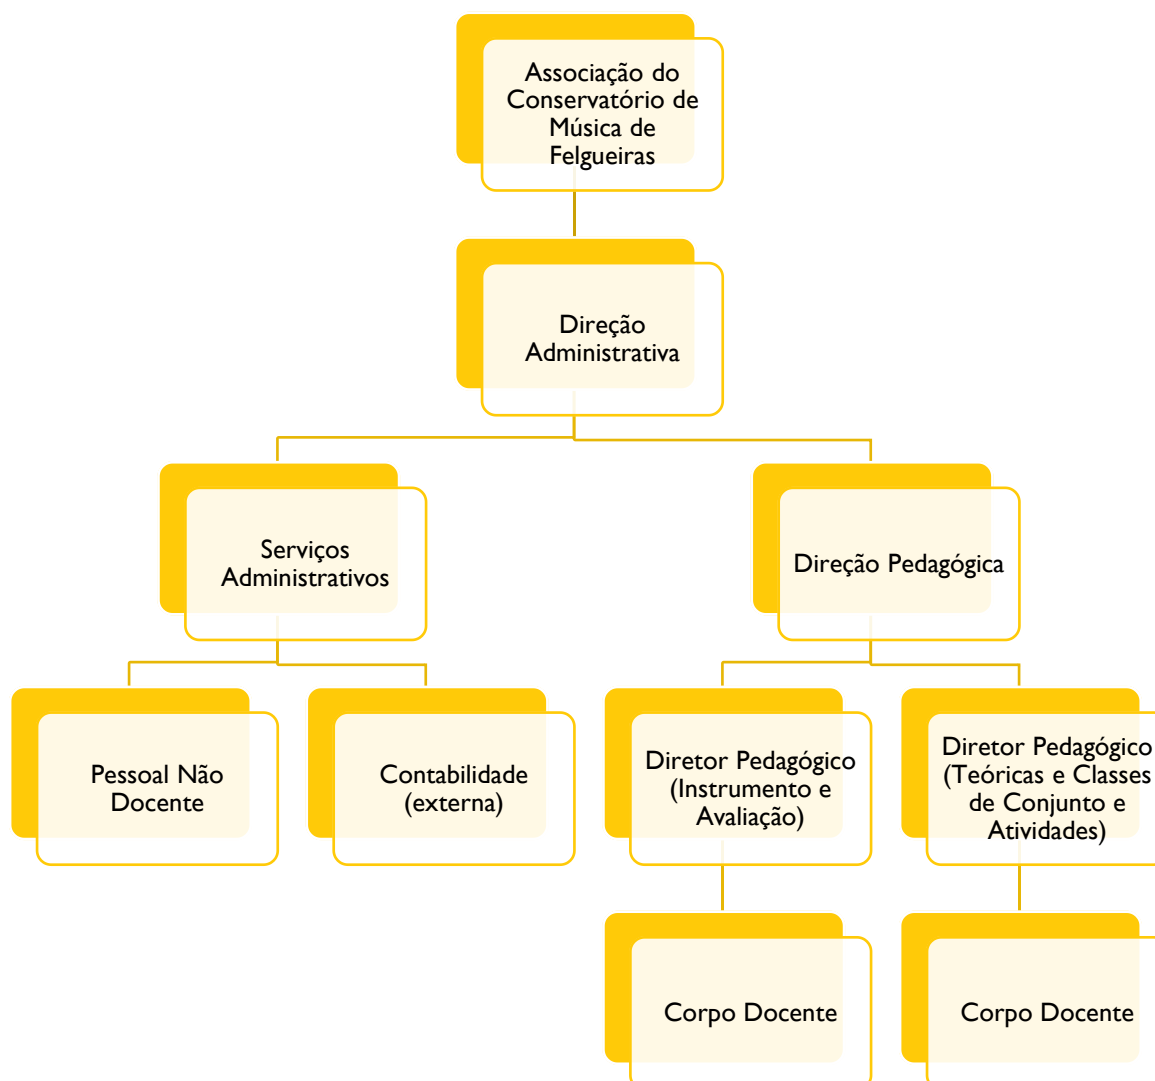 Associação do
Conservatório de
Música de
Felgueiras
Direção
Administrativa
Serviços
Administrativos
Direção Pedagógica
Pessoal Não
Docente
Contabilidade
(externa)
Diretor Pedagógico
(Instrumento e
Avaliação)
Diretor Pedagógico
(Teóricas e Classes
de Conjunto e
Atividades)
Corpo Docente
Corpo Docente